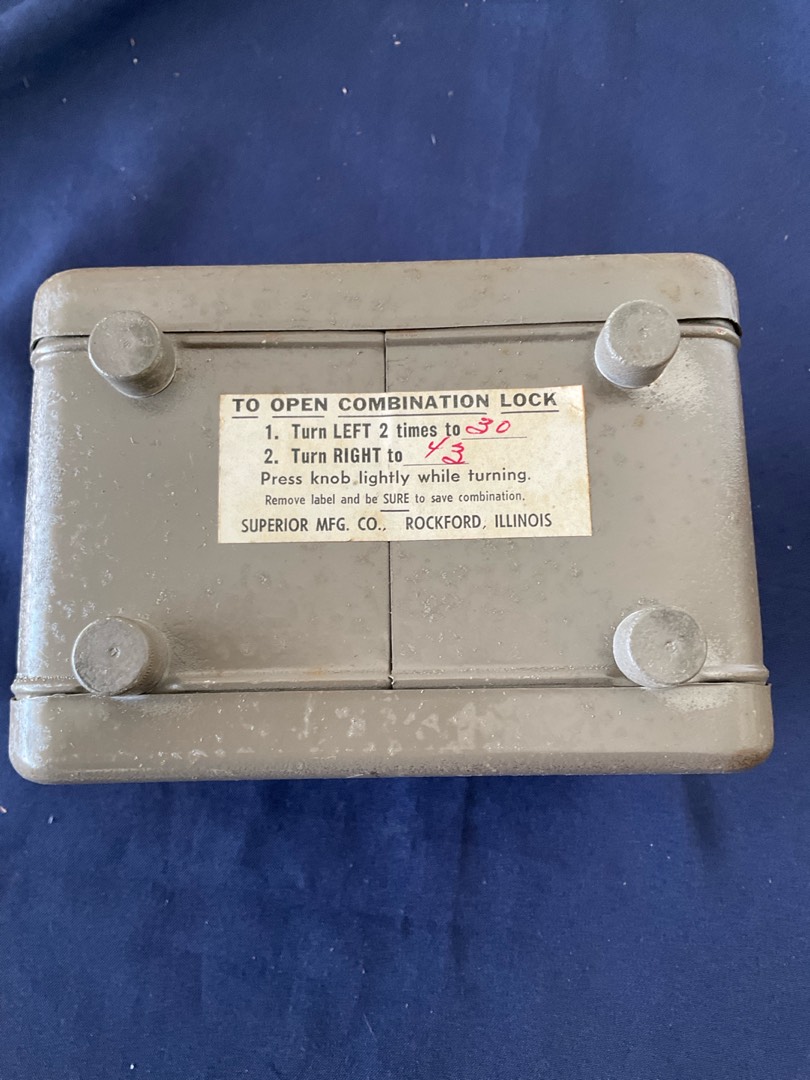 TO OPEN COMBINATION LOCK
1. Turn LEFT 2 times to 30
2. Turn RIGHT to 43
Press knob lightly while turning.
Remove label and be SURE to save combination.
SUPERIOR MFG. CO., ROCKFORD, ILLINOIS